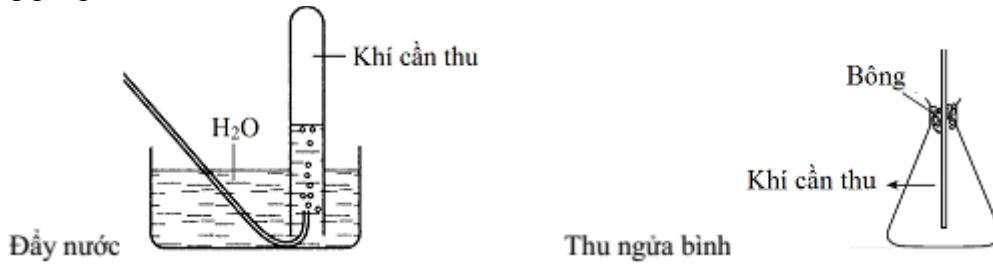 Khí cần thu
H₂O
Đẩy nước
Bông
Khí cần thu
Thu ngửa bình